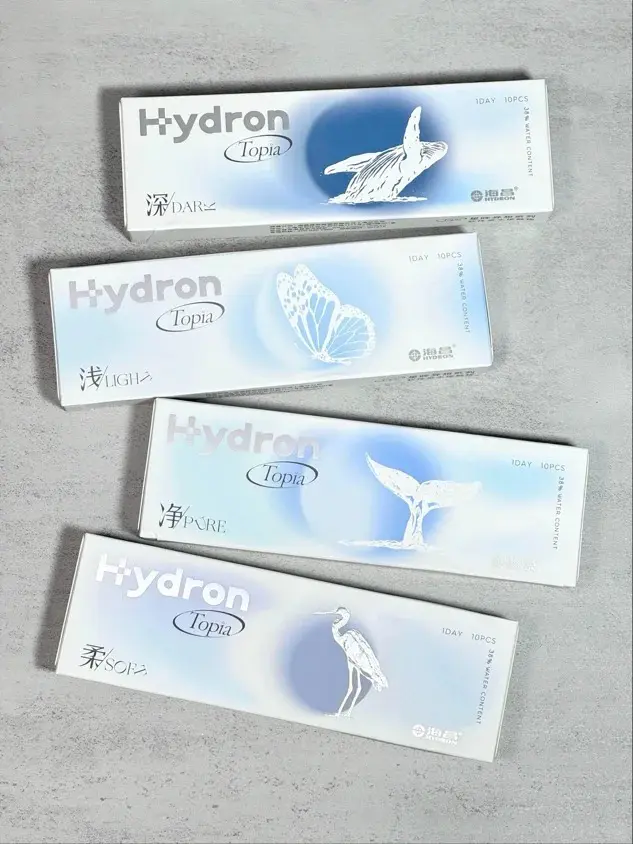 Hydron
Topia
深/DARK
1DAY 10PCS
38% WATER CONTENT
海昌®
HYDRON
Hydron
Topia
浅/LIGHT
1DAY 10PCS
38% WATER CONTENT
海昌®
HYDRON
Hydron
Topia
净/PURE
1DAY 10PCS
38% WATER CONTENT
Hydron
Topia
柔/SOFT
1DAY 10PCS
38% WATER CONTENT
海昌®
HYDRON